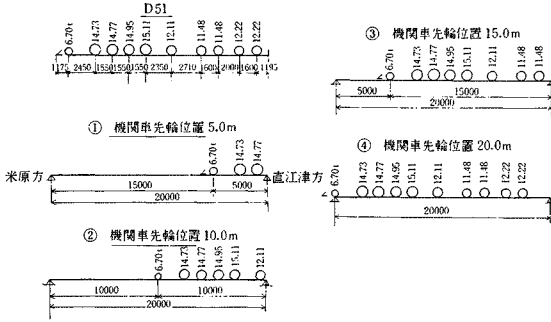 D51
6.70t 14.73 14.77 14.95 15.11 12.11 11.48 11.48 12.22 12.22
1175 2450 1550 1550 1550 2350 2710 1600 2000 1600 1195
① 機関車先輪位置 5.0m
6.70t 14.73 14.77
米原方 15000 5000 直江津方
20000
② 機関車先輪位置 10.0m
6.70t 14.73 14.77 14.95 15.11 12.11
10000 10000
20000
③ 機関車先輪位置 15.0m
6.70t 14.73 14.77 14.95 15.11 12.11 11.48 11.48
5000 15000
20000
④ 機関車先輪位置 20.0m
6.70t 14.73 14.77 14.95 15.11 12.11 11.48 11.48 12.22 12.22
20000